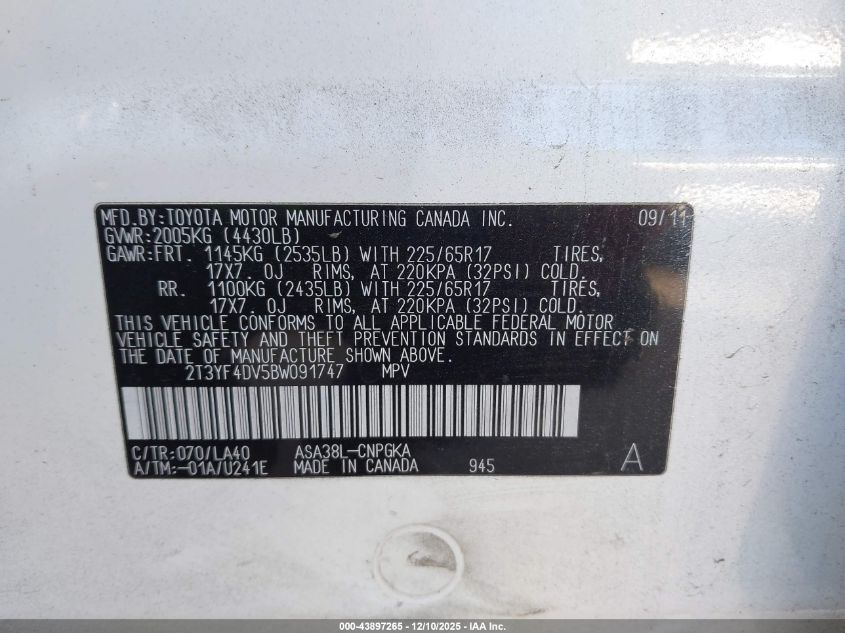 MFD.BY:TOYOTA MOTOR MANUFACTURING CANADA INC. 09/11
GVWR:2005KG (4430LB)
GAWR:FRT. 1145KG (2535LB) WITH 225/65R17 TIRES,
17X7. 0J RIMS, AT 220KPA (32PSI) COLD.
RR. 1100KG (2435LB) WITH 225/65R17 TIRES,
17X7. 0J RIMS, AT 220KPA (32PSI) COLD.
THIS VEHICLE CONFORMS TO ALL APPLICABLE FEDERAL MOTOR
VEHICLE SAFETY AND THEFT PREVENTION STANDARDS IN EFFECT ON
THE DATE OF MANUFACTURE SHOWN ABOVE.
2T3YF4DV5BW091747 MPV
C/TR:070/LA40 ASA38L-CNPGKA
A/TM:-01A/U241E MADE IN CANADA 945 A
000-43897265 - 12/10/2025 - IAA Inc.